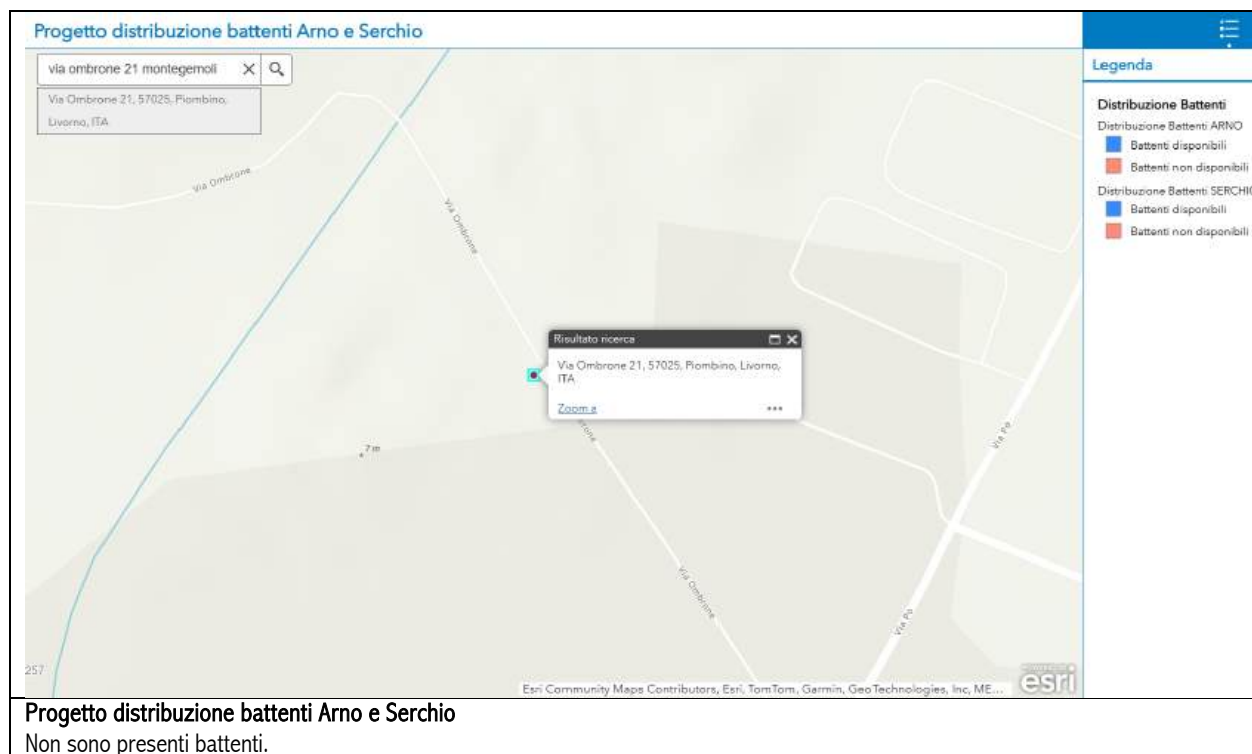 Progetto distribuzione battenti Arno e Serchio
via ombrone 21 montegemoli
Via Ombrone 21, 57025, Piombino,
Livorno, ITA
Legenda
Distribuzione Battenti
Distribuzione Battenti ARNO
Battenti disponibili
Battenti non disponibili
Distribuzione Battenti SERCHIO
Battenti disponibili
Battenti non disponibili
Via Ombrone
Via Ombrone
Risultato ricerca
Via Ombrone 21, 57025, Piombino, Livorno,
ITA
Zoom a
Via Po
7 m
Via Ombrone
Via Po
257
Esri Community Maps Contributors, Esri, TomTom, Garmin, GeoTechnologies, Inc, ME...
esri
Progetto distribuzione battenti Arno e Serchio
Non sono presenti battenti.